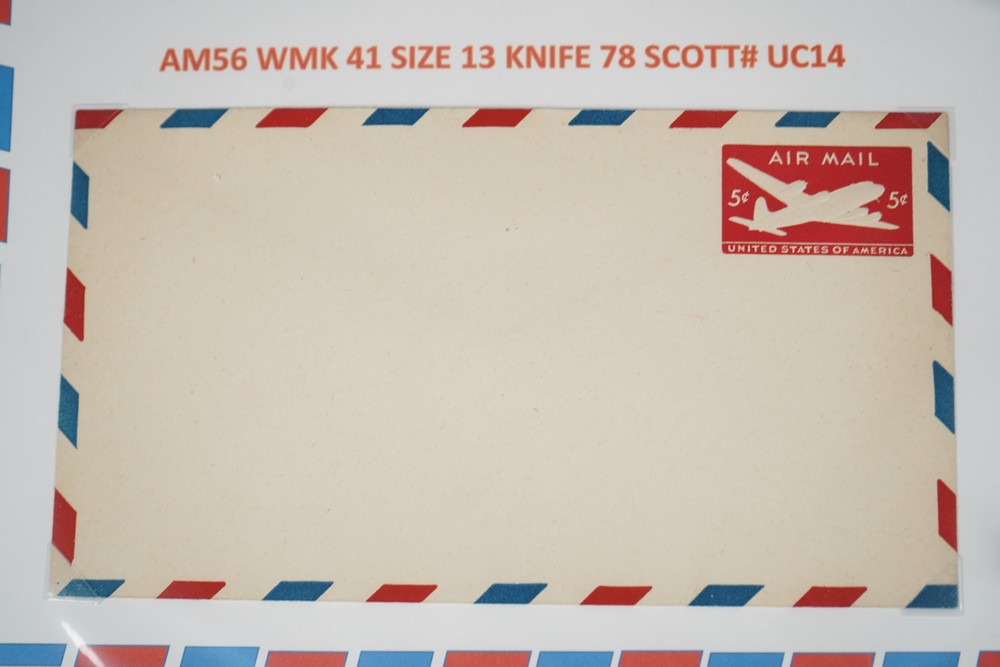 AM56 WMK 41 SIZE 13 KNIFE 78 SCOTT# UC14
AIR MAIL
5¢ 5¢
UNITED STATES OF AMERICA